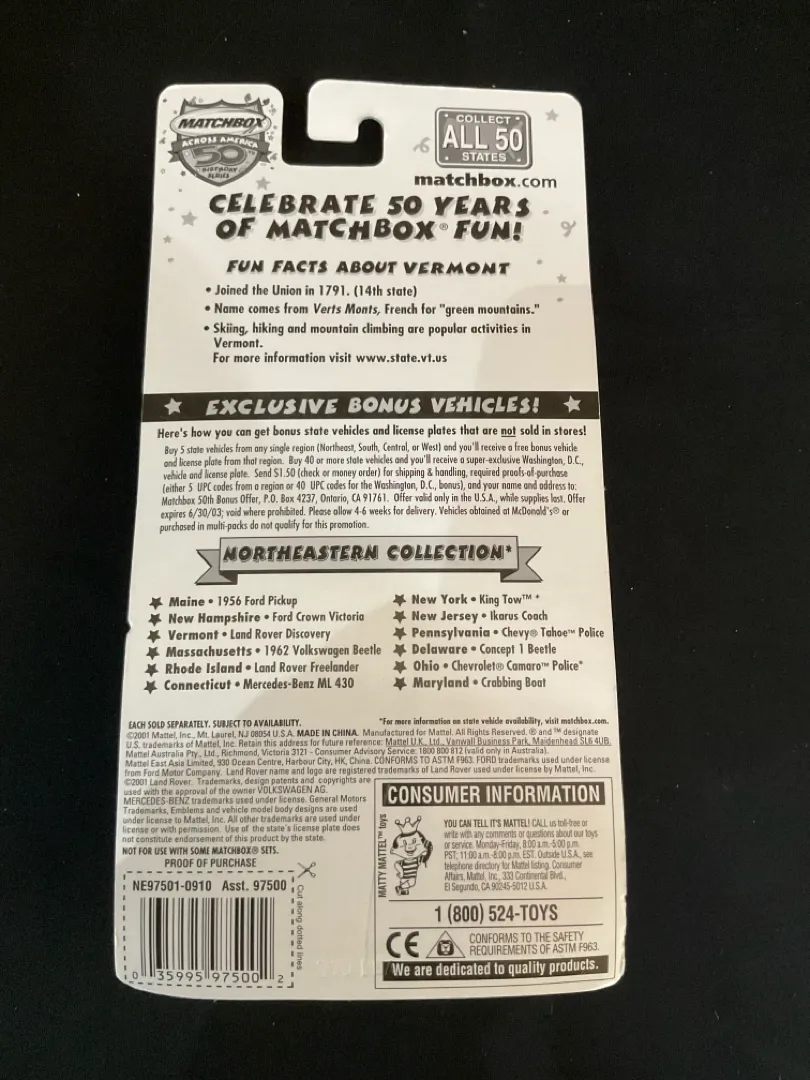 MATCHBOX
ACROSS AMERICA
50
BIRTHDAY
SERIES
COLLECT
ALL 50
STATES
matchbox.com
CELEBRATE 50 YEARS
OF MATCHBOX® FUN!
FUN FACTS ABOUT VERMONT
• Joined the Union in 1791. (14th state)
• Name comes from Verts Monts, French for "green mountains."
• Skiing, hiking and mountain climbing are popular activities in
Vermont.
For more information visit www.state.vt.us
EXCLUSIVE BONUS VEHICLES!
Here's how you can get bonus state vehicles and license plates that are not sold in stores!
Buy 5 state vehicles from any single region (Northeast, South, Central, or West) and you'll receive a free bonus vehicle
and license plate from that region. Buy 40 or more state vehicles and you'll receive a super-exclusive Washington, D.C.,
vehicle and license plate. Send $1.50 (check or money order) for shipping & handling, required proofs-of-purchase
(either 5 UPC codes from a region or 40 UPC codes for the Washington, D.C., bonus), and your name and address to:
Matchbox 50th Bonus Offer, P.O. Box 4237, Ontario, CA 91761. Offer valid only in the U.S.A., while supplies last. Offer
expires 6/30/03; void where prohibited. Please allow 4-6 weeks for delivery. Vehicles obtained at McDonald's® or
purchased in multi-packs do not qualify for this promotion.
NORTHEASTERN COLLECTION*
Maine • 1956 Ford Pickup
New Hampshire • Ford Crown Victoria
Vermont • Land Rover Discovery
Massachusetts • 1962 Volkswagen Beetle
Rhode Island • Land Rover Freelander
Connecticut • Mercedes-Benz ML 430
New York • King Tow™ *
New Jersey • Ikarus Coach
Pennsylvania • Chevy® Tahoe™ Police
Delaware • Concept 1 Beetle
Ohio • Chevrolet® Camaro™ Police*
Maryland • Crabbing Boat
EACH SOLD SEPARATELY. SUBJECT TO AVAILABILITY.
*For more information on state vehicle availability, visit matchbox.com.
©2001 Mattel, Inc., Mt. Laurel, NJ 08054 U.S.A. MADE IN CHINA. Manufactured for Mattel. All Rights Reserved. ® and ™ designate
U.S. trademarks of Mattel, Inc. Retain this address for future reference: Mattel U.K., Ltd., Vanwall Business Park, Maidenhead SL6 4UB.
Mattel Australia Pty., Ltd., Richmond, Victoria 3121 - Consumer Advisory Service: 1800 800 812 (valid only in Australia).
Mattel East Asia Limited, 930 Ocean Centre, Harbour City, HK, China. CONFORMS TO ASTM F963. FORD trademarks used under license
from Ford Motor Company. Land Rover name and logo are registered trademarks of Land Rover used under license by Mattel, Inc.
©2001 Land Rover. Trademarks, design patents and copyrights are
used with the approval of the owner VOLKSWAGEN AG.
MERCEDES-BENZ trademarks used under license. General Motors
Trademarks, Emblems and vehicle model body designs are used
under license to Mattel, Inc. All other trademarks are used under
license or with permission. Use of the state's license plate does
not constitute endorsement of this product by the state.
NOT FOR USE WITH SOME MATCHBOX® SETS.
PROOF OF PURCHASE
NE97501-0910 Asst. 97500
Cut along dotted lines
0 35995 97500 2
CONSUMER INFORMATION
MATTY MATTEL™ toys
YOU CAN TELL IT'S MATTEL! CALL us toll-free or
write with any comments or questions about our toys
or service. Monday-Friday, 8:00 a.m.-5:00 p.m.
PST; 11:00 a.m.-8:00 p.m. EST. Outside U.S.A., see
telephone directory for Mattel listing. Consumer
Affairs, Mattel, Inc., 333 Continental Blvd.,
El Segundo, CA 90245-5012 U.S.A.
1 (800) 524-TOYS
CE
CONFORMS TO THE SAFETY
REQUIREMENTS OF ASTM F963.
We are dedicated to quality products.